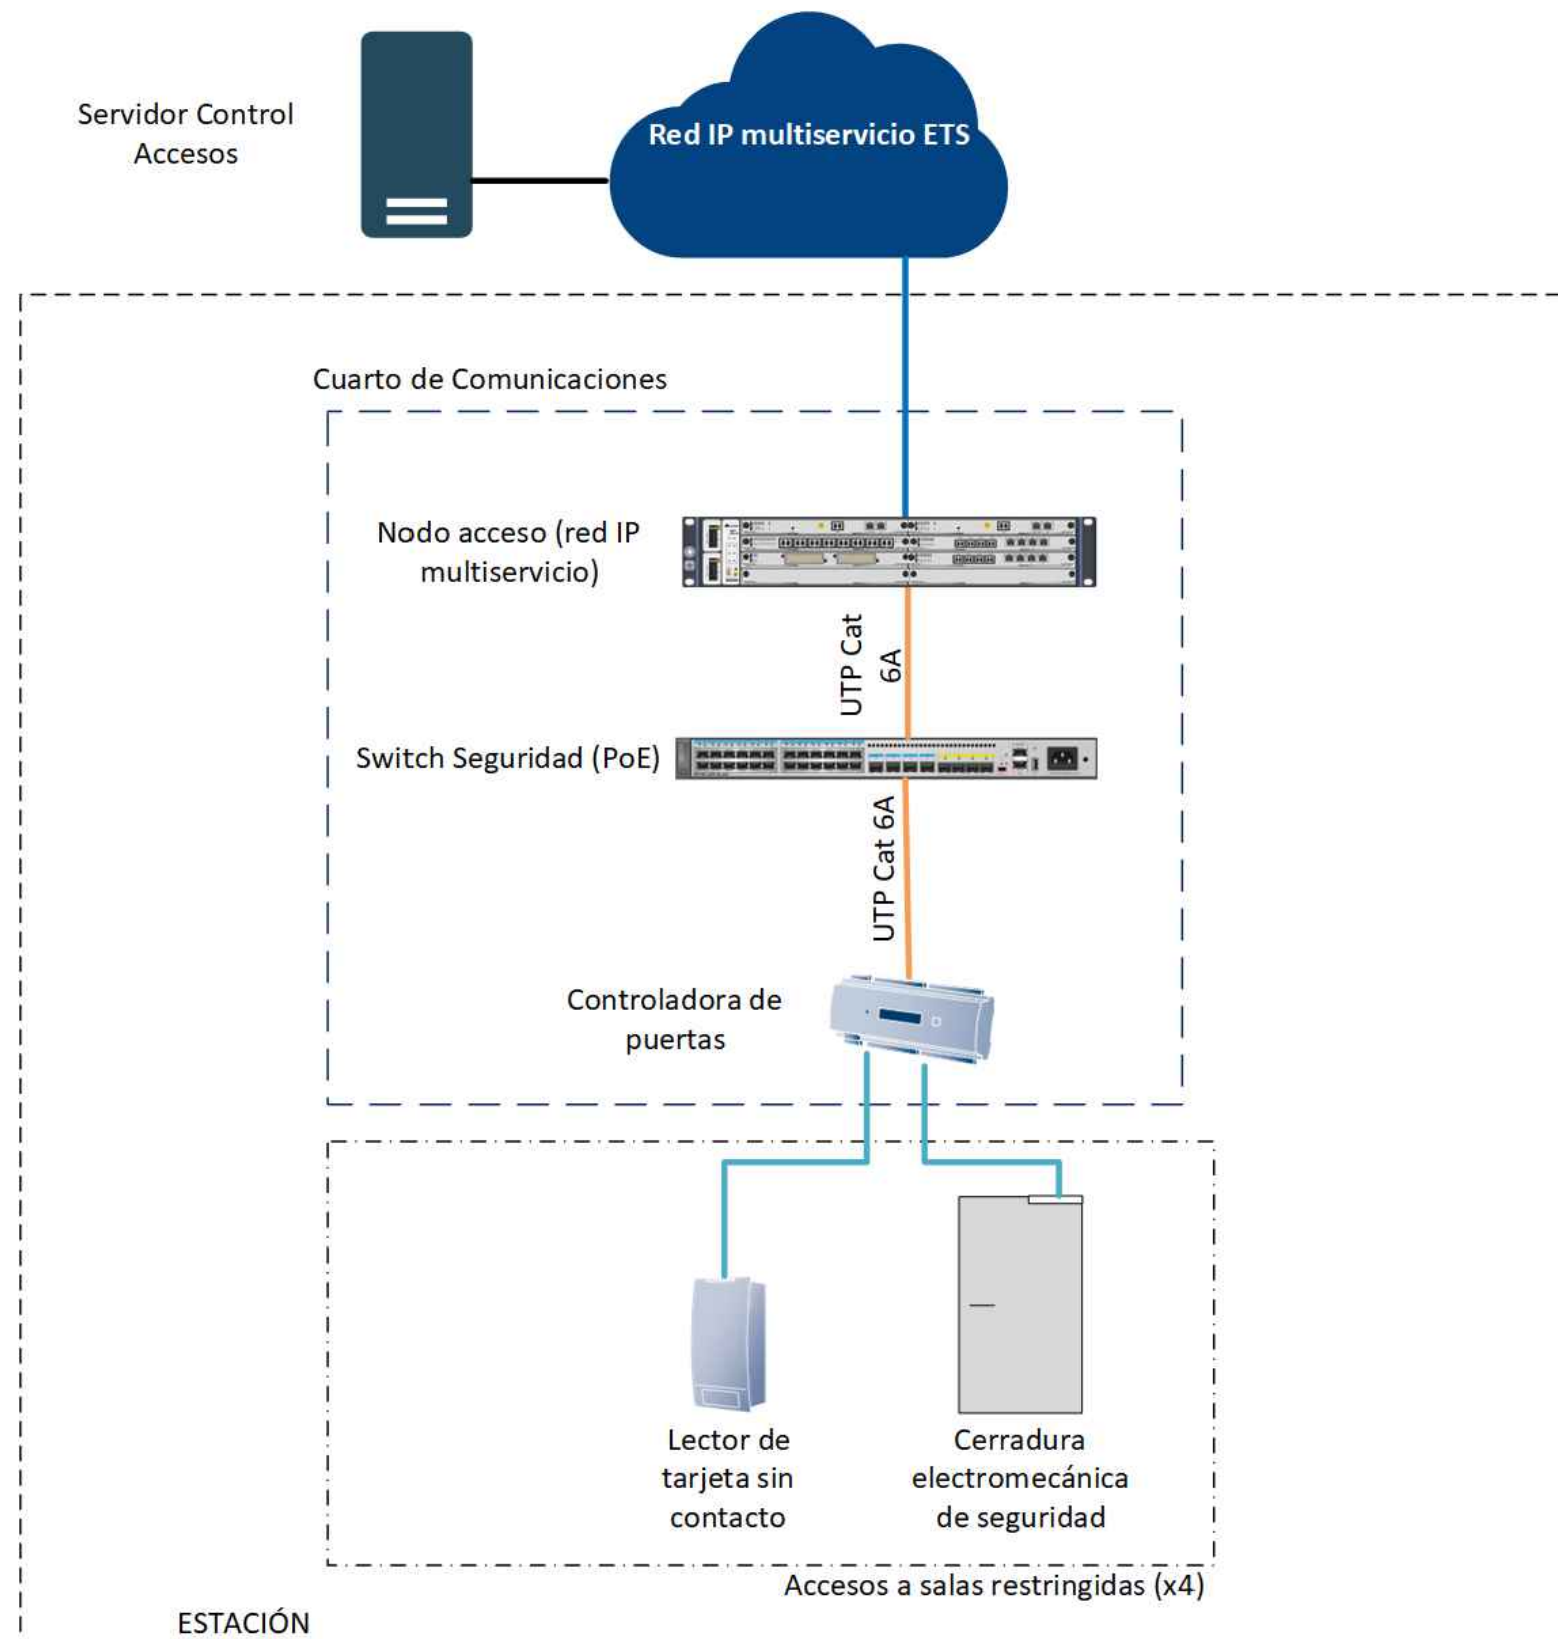 Servidor Control
Accesos
Red IP multiservicio ETS
Cuarto de Comunicaciones
Nodo acceso (red IP
multiservicio)
UTP Cat
6A
Switch Seguridad (PoE)
UTP Cat 6A
Controladora de
puertas
Lector de
tarjeta sin
contacto
Cerradura
electromecánica
de seguridad
Accesos a salas restringidas (x4)
ESTACIÓN